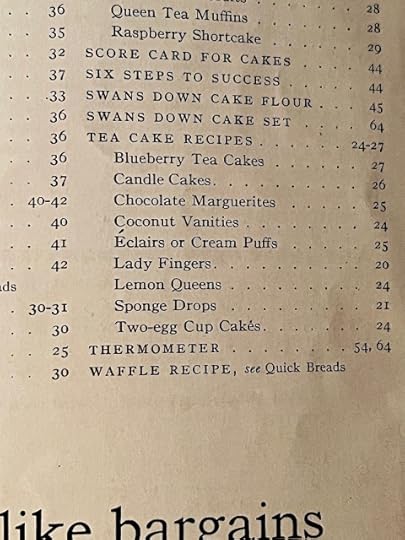 . . 36
. . 35
. . 32
. . 37
. . 33
. . 36
. . 36
. . 36
. . 37
. . 40-42
. . 40
. . 41
. . 42
. . 30-31
. . 30
. . 25
. . 30
28
Queen Tea Muffins . . . . . . . 28
Raspberry Shortcake . . . . . . 29
SCORE CARD FOR CAKES . . . . . 44
SIX STEPS TO SUCCESS . . . . . 44
SWANS DOWN CAKE FLOUR . . . . 45
SWANS DOWN CAKE SET . . . . . 64
TEA CAKE RECIPES . . . . . . . 24-27
Blueberry Tea Cakes . . . . . . 27
Candle Cakes. . . . . . . . . . 26
Chocolate Marguerites . . . . . 25
Coconut Vanities . . . . . . . 24
Éclairs or Cream Puffs . . . . . 25
Lady Fingers. . . . . . . . . . 20
Lemon Queens . . . . . . . . . 24
Sponge Drops . . . . . . . . . 21
Two-egg Cup Cakes. . . . . . . 24
THERMOMETER . . . . . . . . 54, 64
WAFFLE RECIPE, see Quick Breads
like bargains